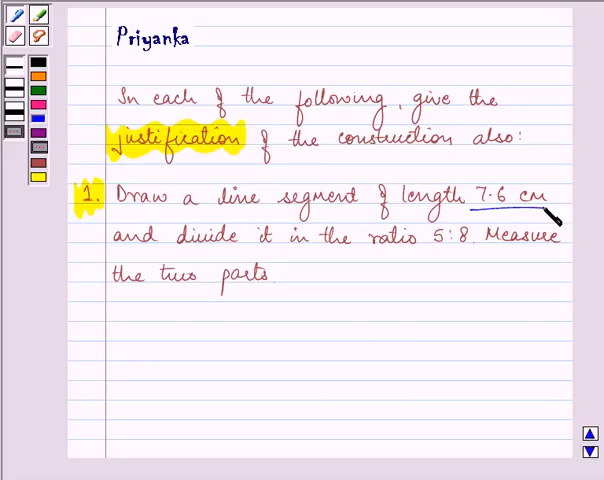 Priyanka
In each of the following, give the
justification of the construction also:
1. Draw a line segment of length 7.6 cm
and divide it in the ratio 5:8. Measure
the two parts.